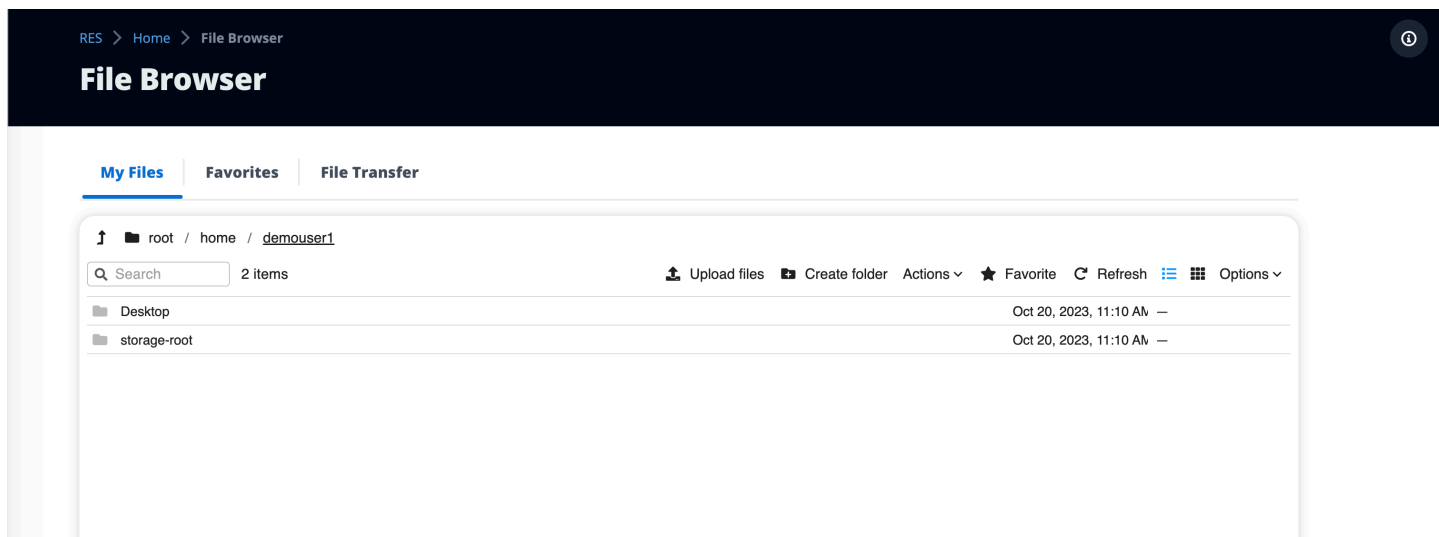 RES > Home > File Browser
File Browser
My Files Favorites File Transfer
root / home / demouser1
Search 2 items Upload files Create folder Actions Favorite Refresh Options
Desktop Oct 20, 2023, 11:10 AM —
storage-root Oct 20, 2023, 11:10 AM —